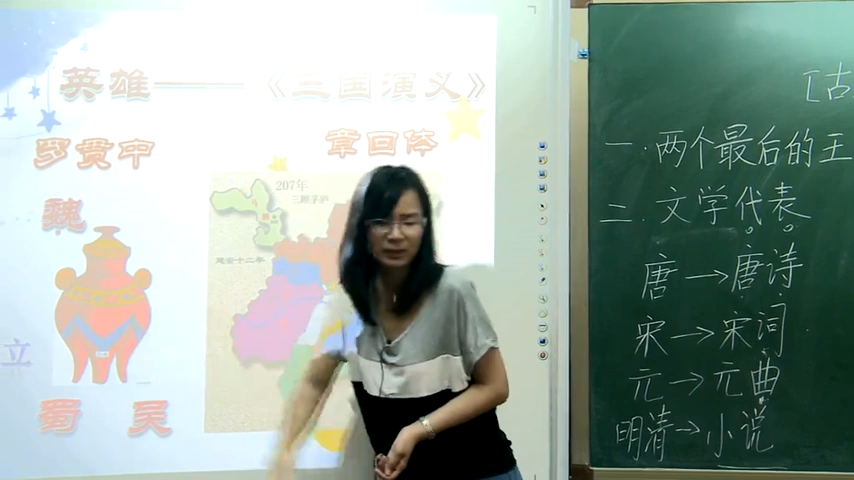 英雄——《三国演义》
罗贯中
章回体
魏
207年
三顾茅庐
建安十二年
立
蜀
吴
[古
一.两个最后的王
二.文学代表
唐→唐诗
宋→宋词
元→元曲
明清→小说